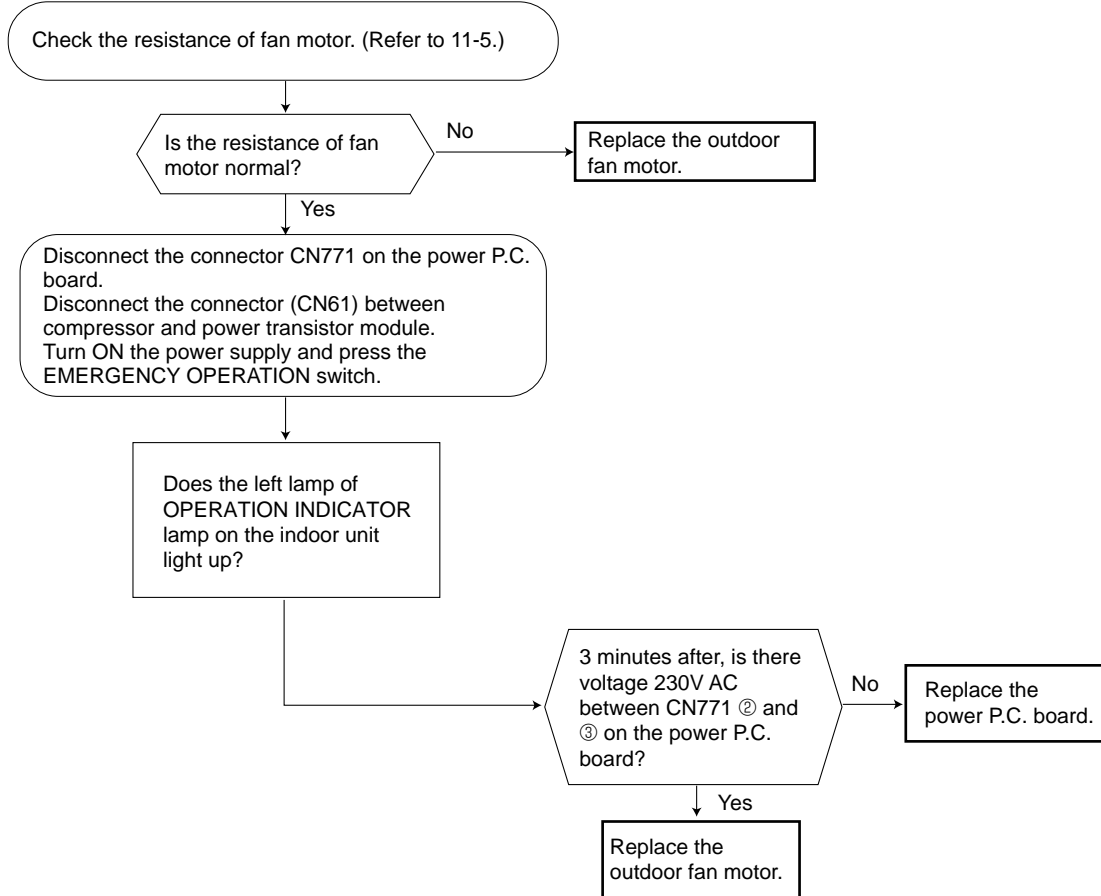 Check the resistance of fan motor. (Refer to 11-5.)
Is the resistance of fan
motor normal?
No
Replace the outdoor
fan motor.
Yes
Disconnect the connector CN771 on the power P.C.
board.
Disconnect the connector (CN61) between
compressor and power transistor module.
Turn ON the power supply and press the
EMERGENCY OPERATION switch.
Does the left lamp of
OPERATION INDICATOR
lamp on the indoor unit
light up?
3 minutes after, is there
voltage 230V AC
between CN771 ② and
③ on the power P.C.
board?
No
Replace the
power P.C. board.
Yes
Replace the
outdoor fan motor.